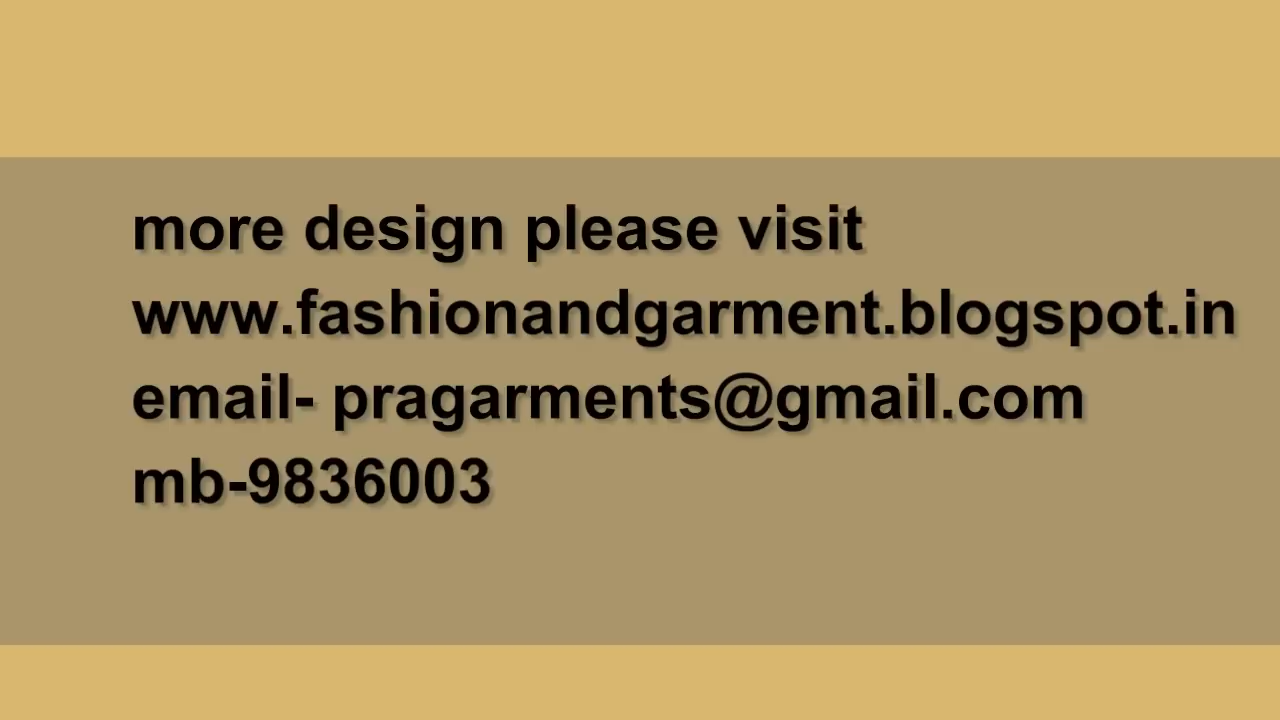 more design please visit
www.fashionandgarment.blogspot.in
email- pragarments@gmail.com
mb-9836003